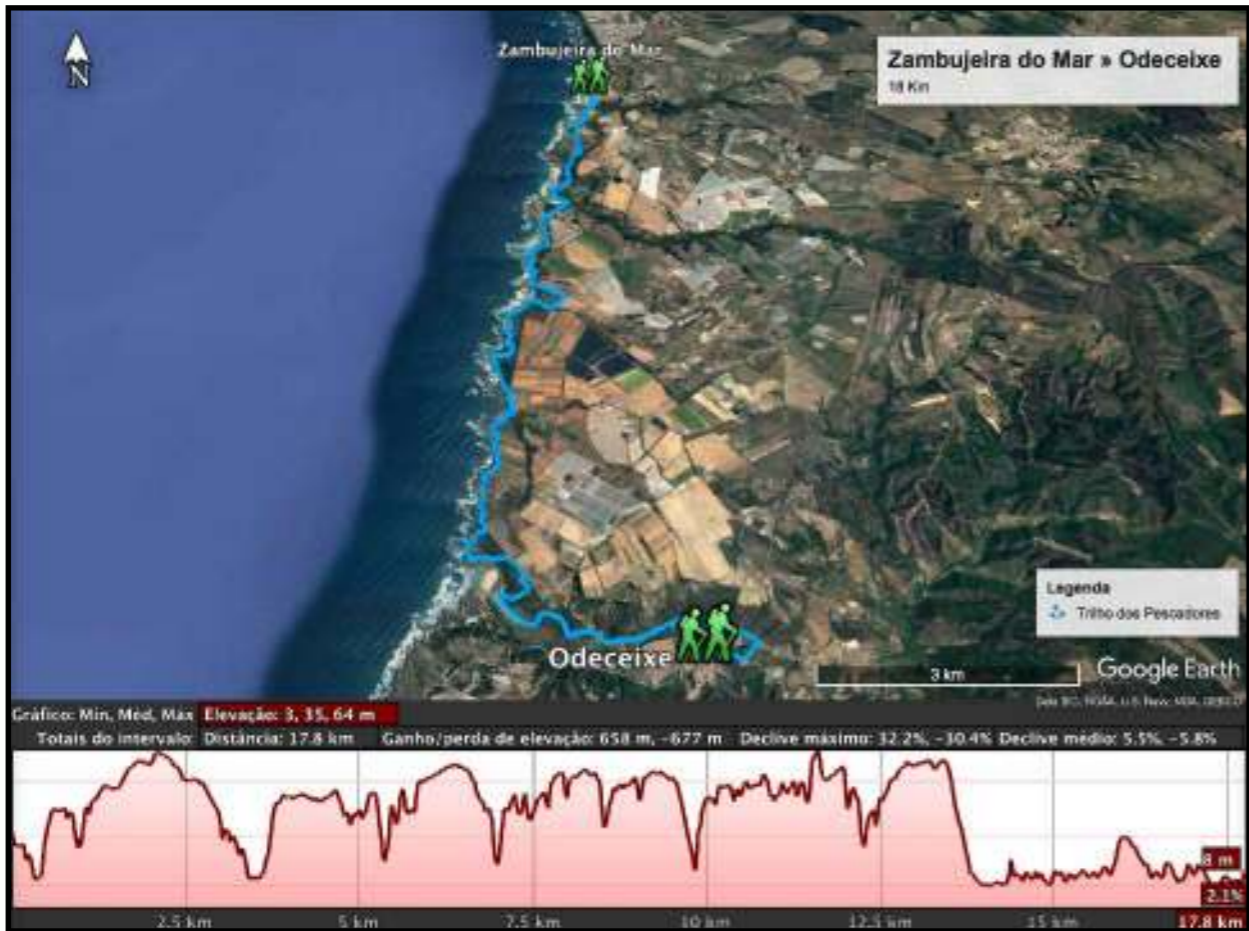 Zambujeira do Mar
N
Zambujeira do Mar » Odeceixe
18 Km
Legenda
Trilho dos Pescadores
Odeceixe
3 km
Google Earth
Gráfico: Min, Méd, Máx Elevação: 3, 35, 64 m
Totais do intervalo: Distância: 17.8 km Ganho/perda de elevação: 658 m, -677 m Declive máximo: 32.2%, -30.4% Declive médio: 5.5%, -5.8%
8 m
-2.1%
2.5 km 5 km 7.5 km 10 km 12.5 km 15 km 17.8 km